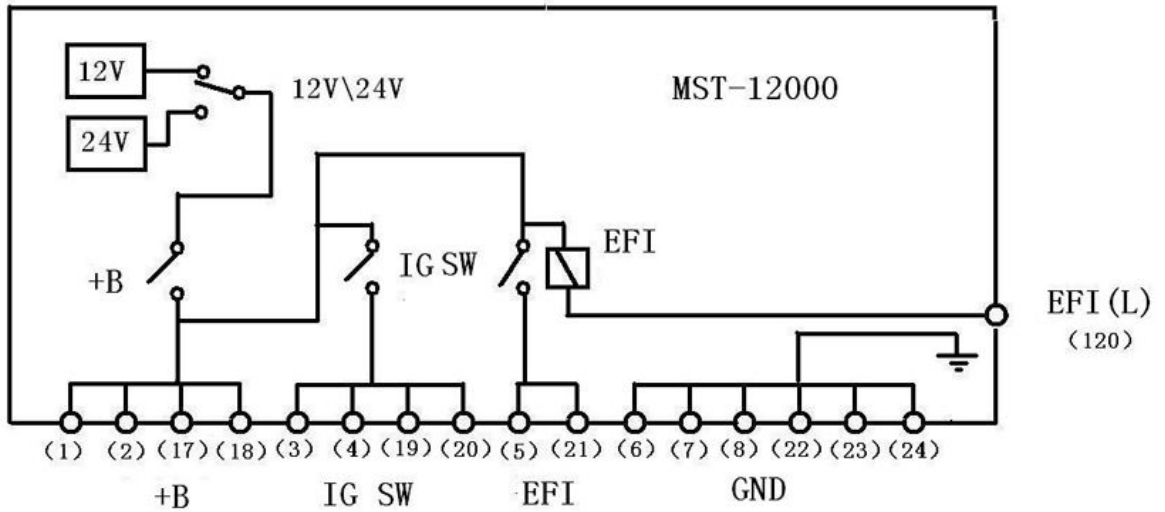 12V
12V\24V
MST-12000
24V
EFI
IG SW
+B
EFI(L)
(120)
(1) (2) (17) (18) (3) (4) (19) (20) (5) (21) (6) (7) (8) (22) (23) (24)
+B IG SW EFI GND